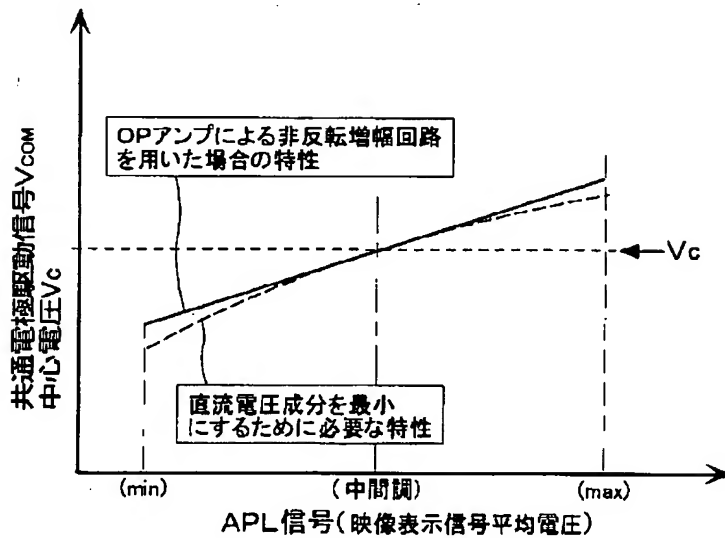 OPアンプによる非反転増幅回路
を用いた場合の特性
共通電極駆動信号VCOM
中心電圧Vc
Vc
直流電圧成分を最小
にするために必要な特性
(min)
(中間調)
(max)
APL信号(映像表示信号平均電圧)